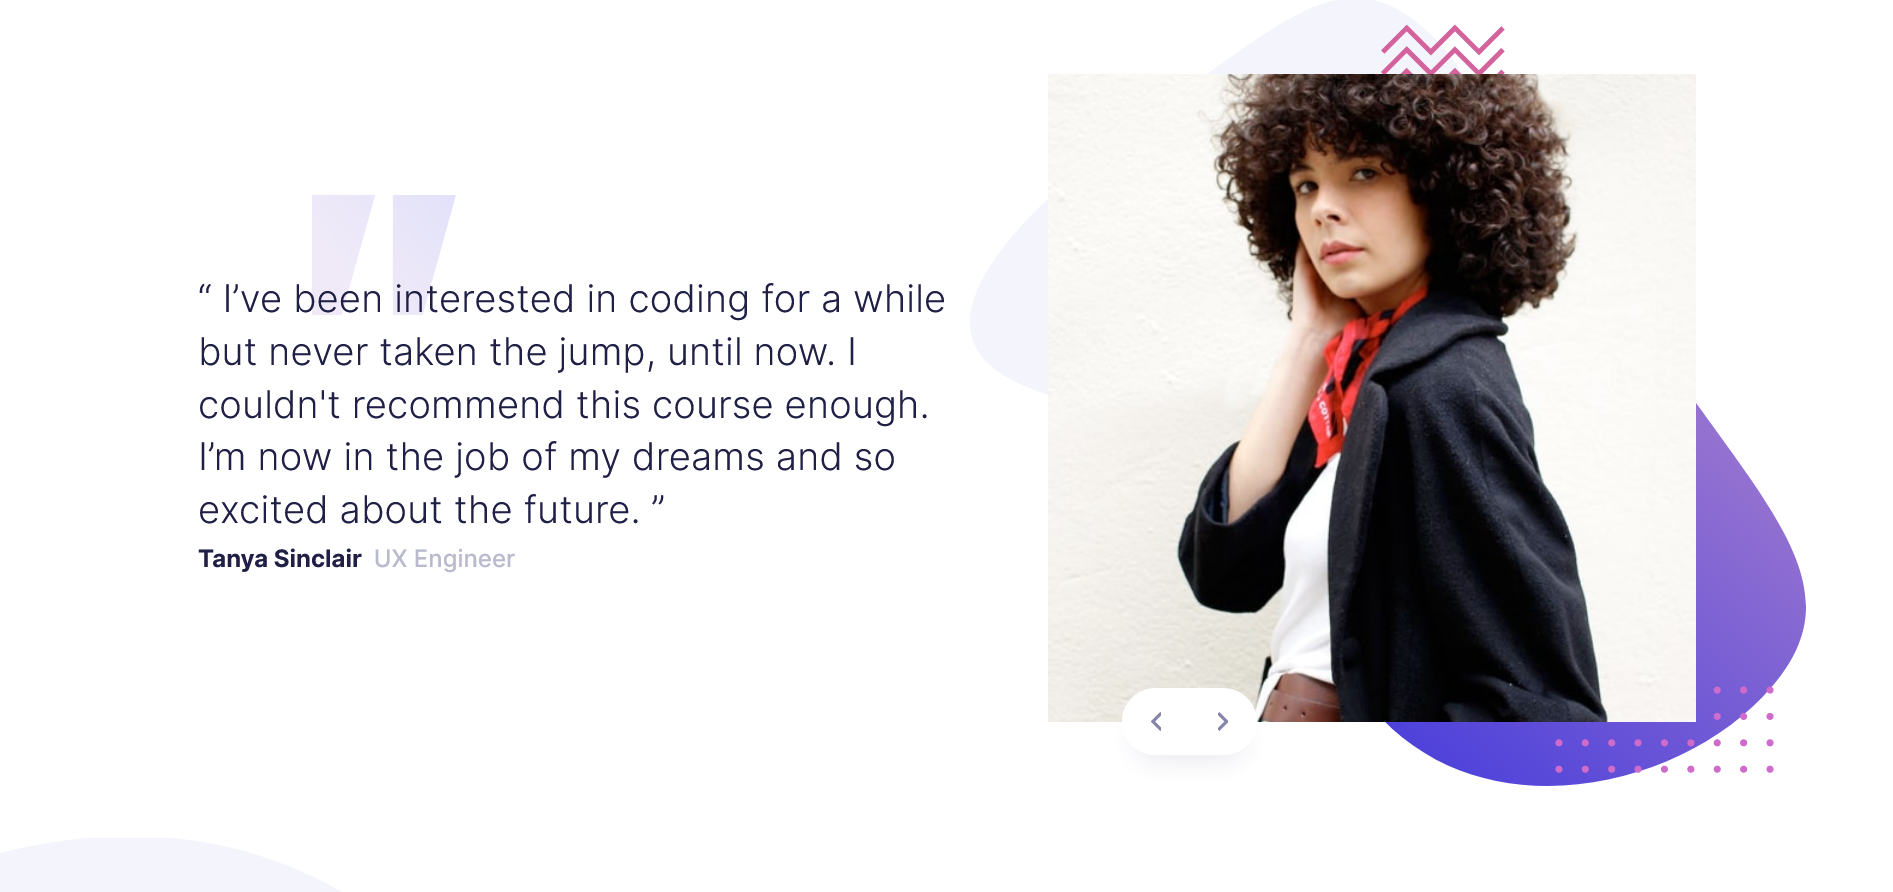 “ I’ve been interested in coding for a while
but never taken the jump, until now. I
couldn't recommend this course enough.
I’m now in the job of my dreams and so
excited about the future. ”
Tanya Sinclair UX Engineer